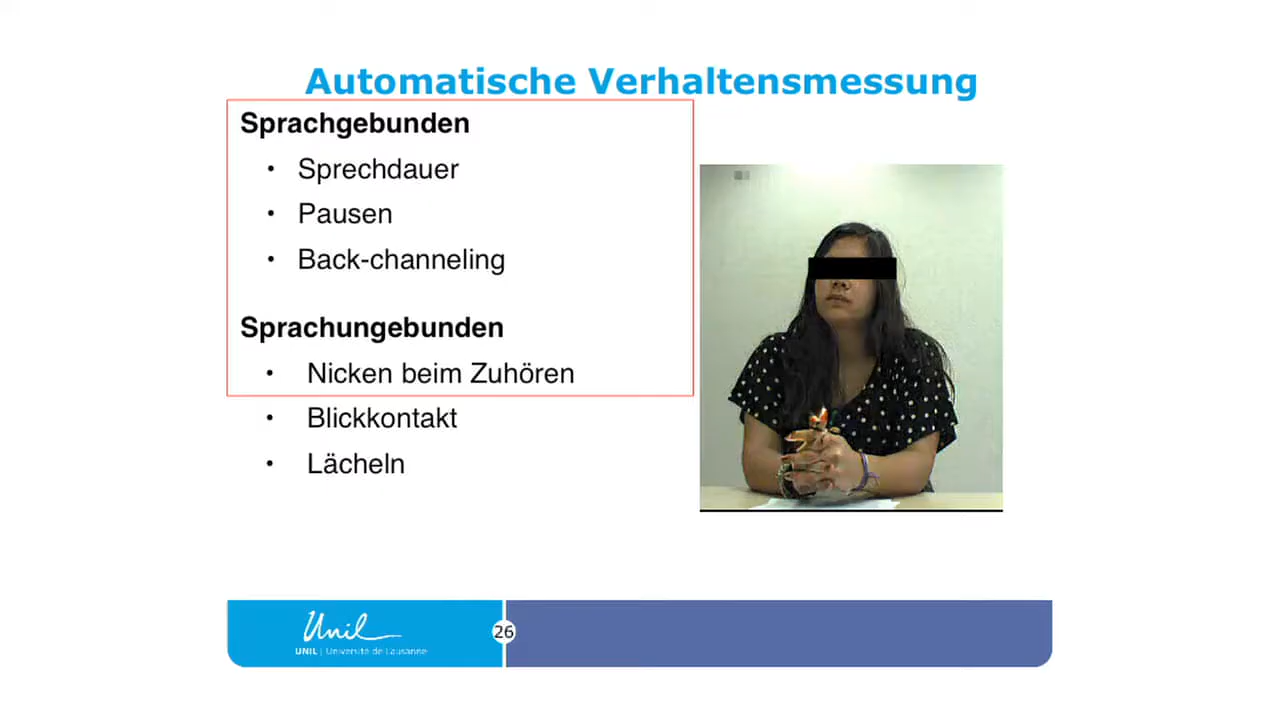 Automatische Verhaltensmessung
Sprachgebunden
• Sprechdauer
• Pausen
• Back-channeling
Sprachungebunden
• Nicken beim Zuhören
• Blickkontakt
• Lächeln
Unil
UNIL | Université de Lausanne
26